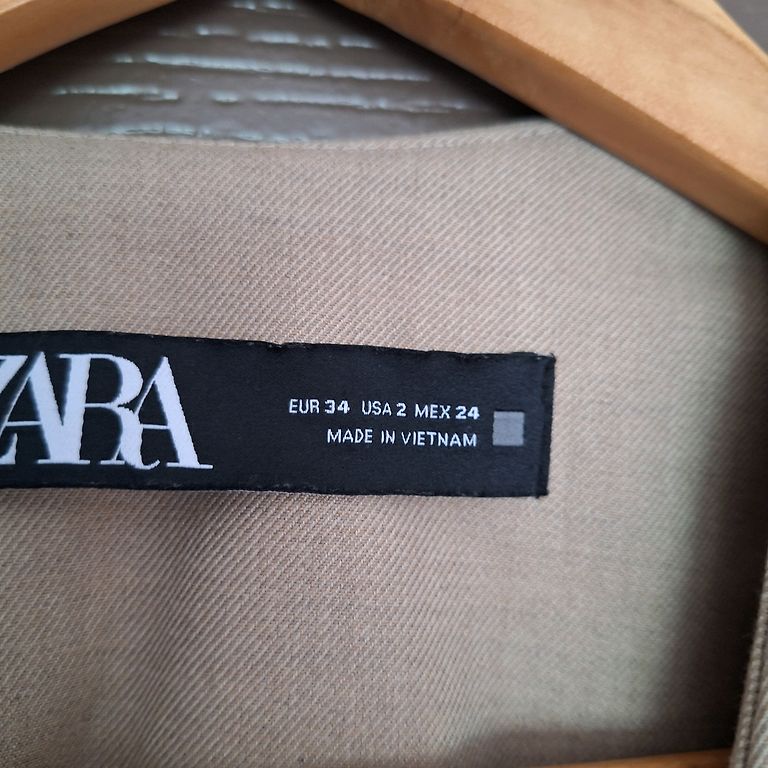 ZARA
EUR 34 USA 2 MEX 24
MADE IN VIETNAM